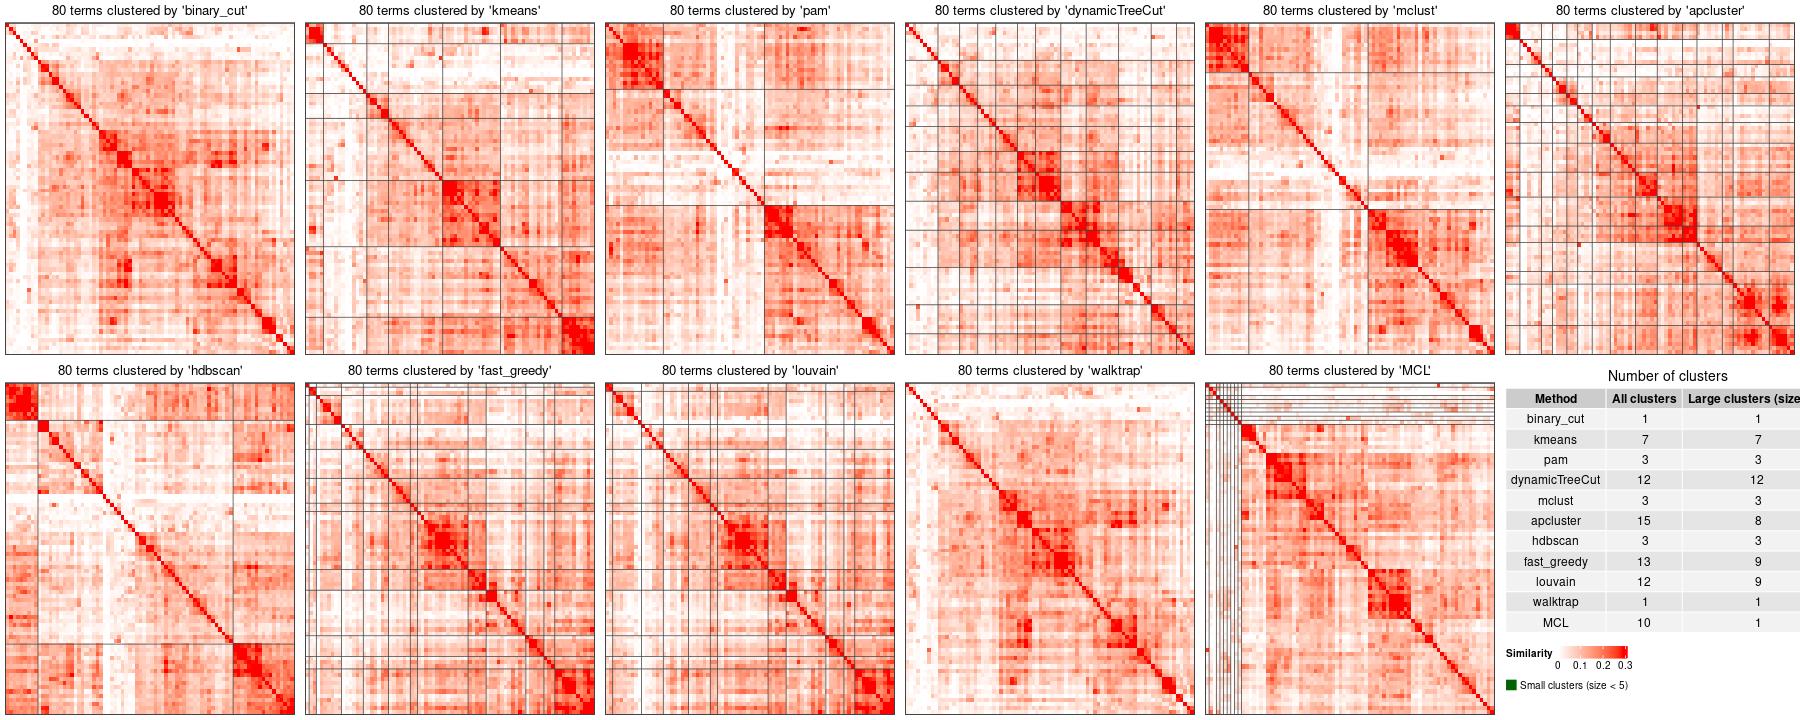 80 terms clustered by 'binary_cut'
80 terms clustered by 'kmeans'
80 terms clustered by 'pam'
80 terms clustered by 'dynamicTreeCut'
80 terms clustered by 'mclust'
80 terms clustered by 'apcluster'
80 terms clustered by 'hdbscan'
80 terms clustered by 'fast_greedy'
80 terms clustered by 'louvain'
80 terms clustered by 'walktrap'
80 terms clustered by 'MCL'
Number of clusters
Method All clusters Large clusters (size
binary_cut 1 1
kmeans 7 7
pam 3 3
dynamicTreeCut 12 12
mclust 3 3
apcluster 15 8
hdbscan 3 3
fast_greedy 13 9
louvain 12 9
walktrap 1 1
MCL 10 1
Similarity
0 0.1 0.2 0.3
Small clusters (size < 5)